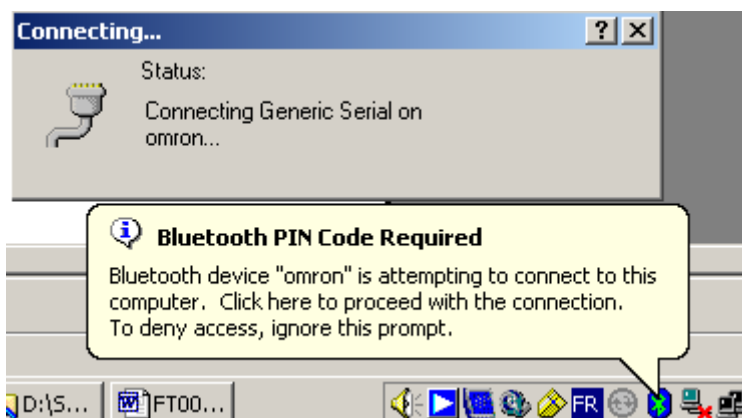 Connecting...
Status:
Connecting Generic Serial on
omron...
Bluetooth PIN Code Required
Bluetooth device "omron" is attempting to connect to this
computer. Click here to proceed with the connection.
To deny access, ignore this prompt.
D:\S... FT00... FR